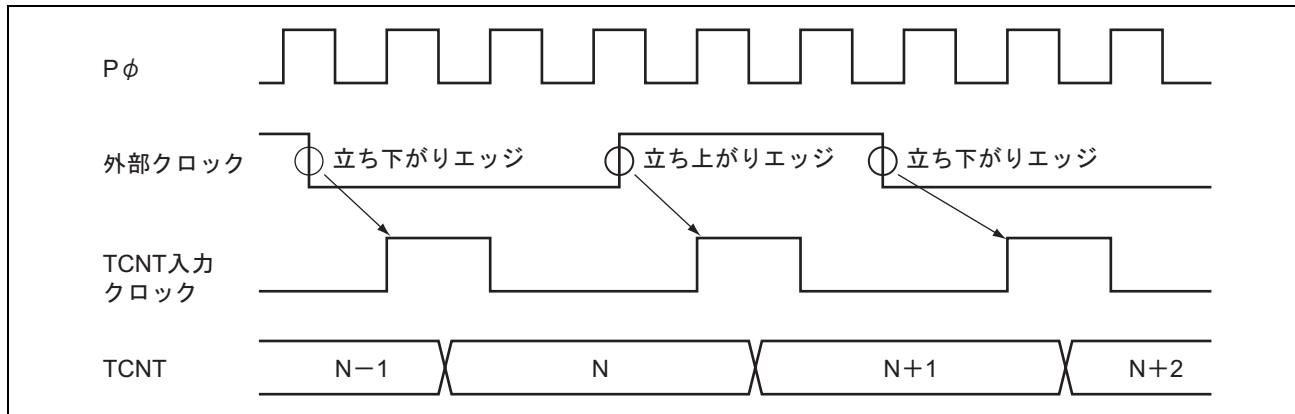 Pφ
外部クロック
立ち下がりエッジ
立ち上がりエッジ
立ち下がりエッジ
TCNT入力
クロック
TCNT
N−1
N
N+1
N+2